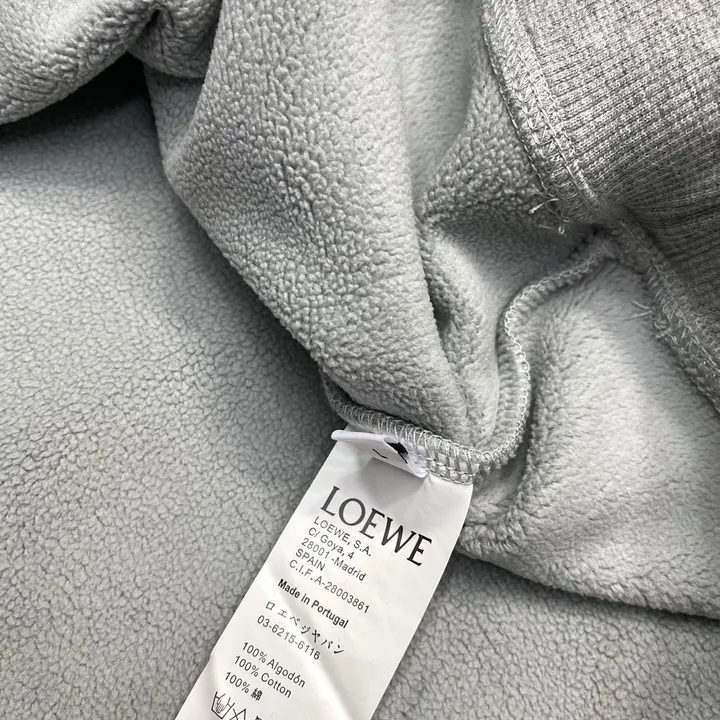 LOEWE
LOEWE, S.A.
C/ Goya, 4
28001-Madrid
SPAIN
C.I.F. A-28003861
Made in Portugal
ロエベジャパン
03-6215-6116
100% Algodón
100% Cotton
100% 綿